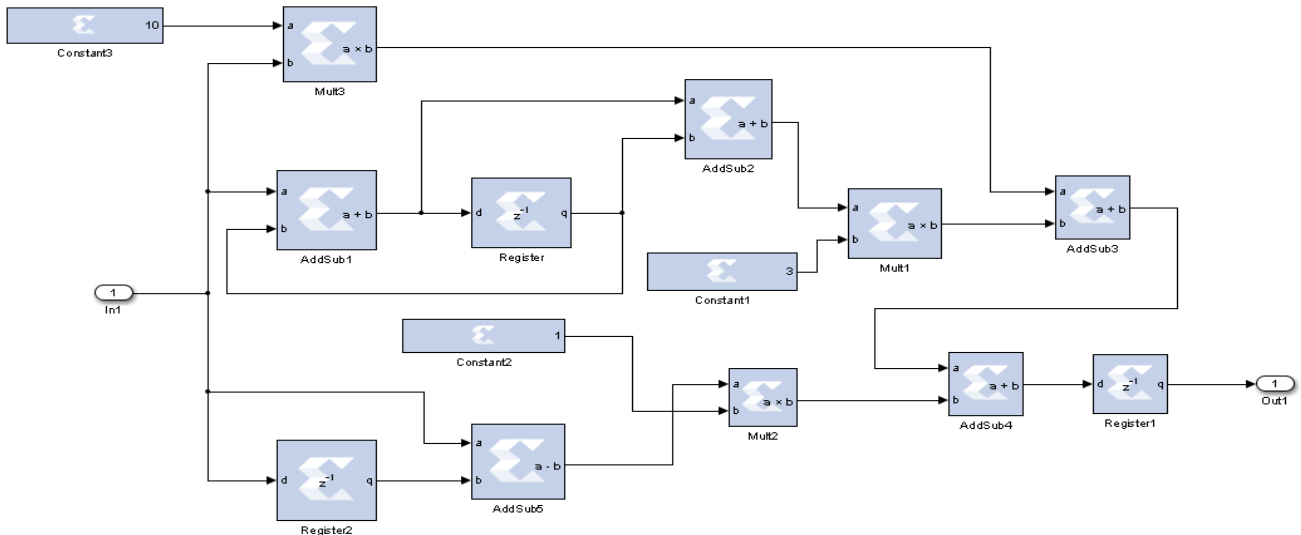 10
Constant3
a
b
a × b
Mult3
a
b
a + b
AddSub2
a
b
a + b
AddSub1
d
z-1
q
Register
a
b
a × b
Mult1
a
b
a + b
AddSub3
3
Constant1
1
In1
1
Constant2
a
b
a × b
Mult2
a
b
a + b
AddSub4
d
z-1
q
Register1
1
Out1
d
z-1
q
Register2
a
b
a - b
AddSub5